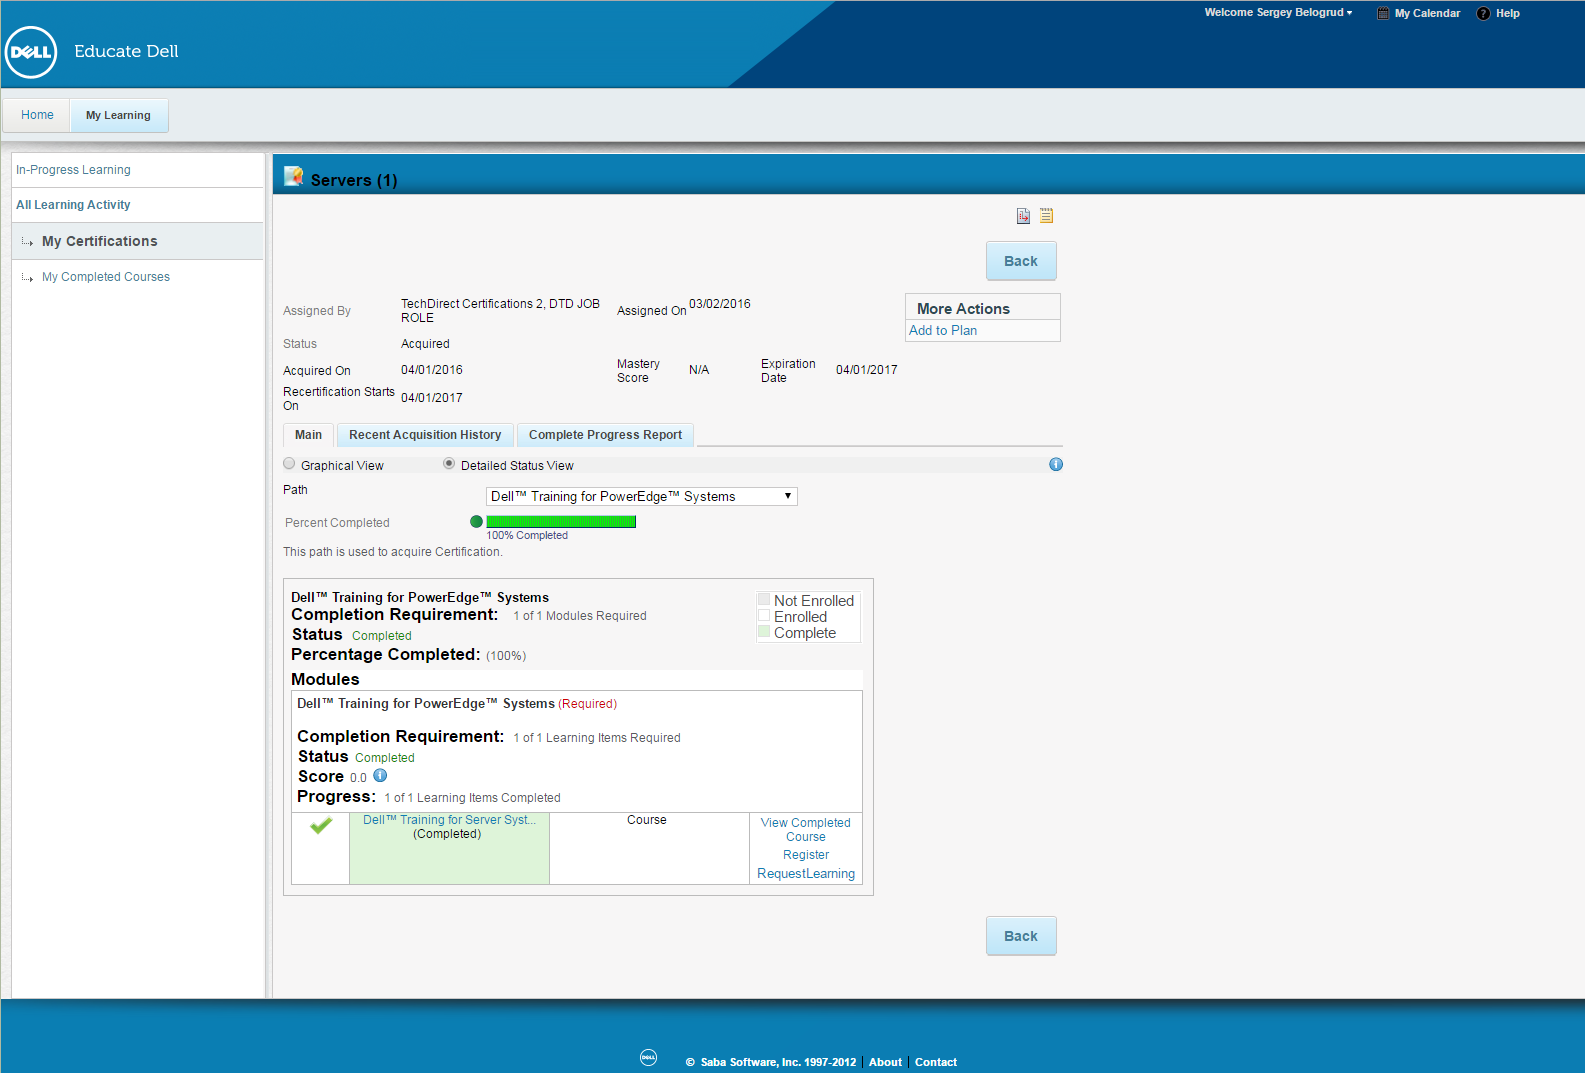 Welcome Sergey Belogrud
My Calendar
? Help
DELL
Educate Dell
Home
My Learning
In-Progress Learning
All Learning Activity
My Certifications
My Completed Courses
Servers (1)
Back
Assigned By
TechDirect Certifications 2, DTD JOB
ROLE
Assigned On
03/02/2016
More Actions
Add to Plan
Status
Acquired
Acquired On
04/01/2016
Mastery
Score
N/A
Expiration
Date
04/01/2017
Recertification Starts
On
04/01/2017
Main
Recent Acquisition History
Complete Progress Report
Graphical View
Detailed Status View
i
Path
Dell™ Training for PowerEdge™ Systems
Percent Completed
100% Completed
This path is used to acquire Certification.
Dell™ Training for PowerEdge™ Systems
Completion Requirement: 1 of 1 Modules Required
Status Completed
Percentage Completed: (100%)
Not Enrolled
Enrolled
Complete
Modules
Dell™ Training for PowerEdge™ Systems (Required)
Completion Requirement: 1 of 1 Learning Items Required
Status Completed
Score 0.0 i
Progress: 1 of 1 Learning Items Completed
Dell™ Training for Server Syst...
(Completed)
Course
View Completed
Course
Register
RequestLearning
Back
DELL
© Saba Software, Inc. 1997-2012 | About | Contact